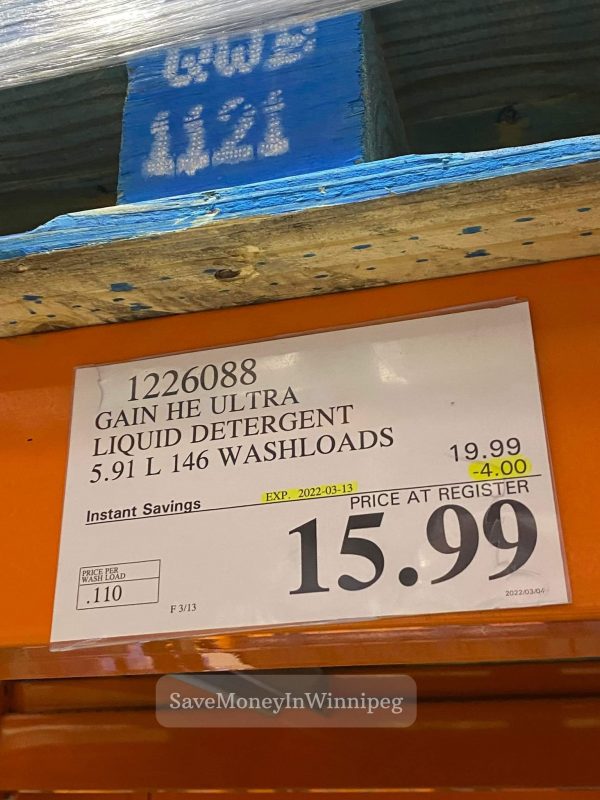 1121
1226088
GAIN HE ULTRA
LIQUID DETERGENT
5.91 L 146 WASHLOADS
19.99
-4.00
Instant Savings
EXP. 2022-03-13
PRICE AT REGISTER
15.99
PRICE PER
WASH LOAD
.110
F 3/13
2022/03/04
SaveMoneyInWinnipeg